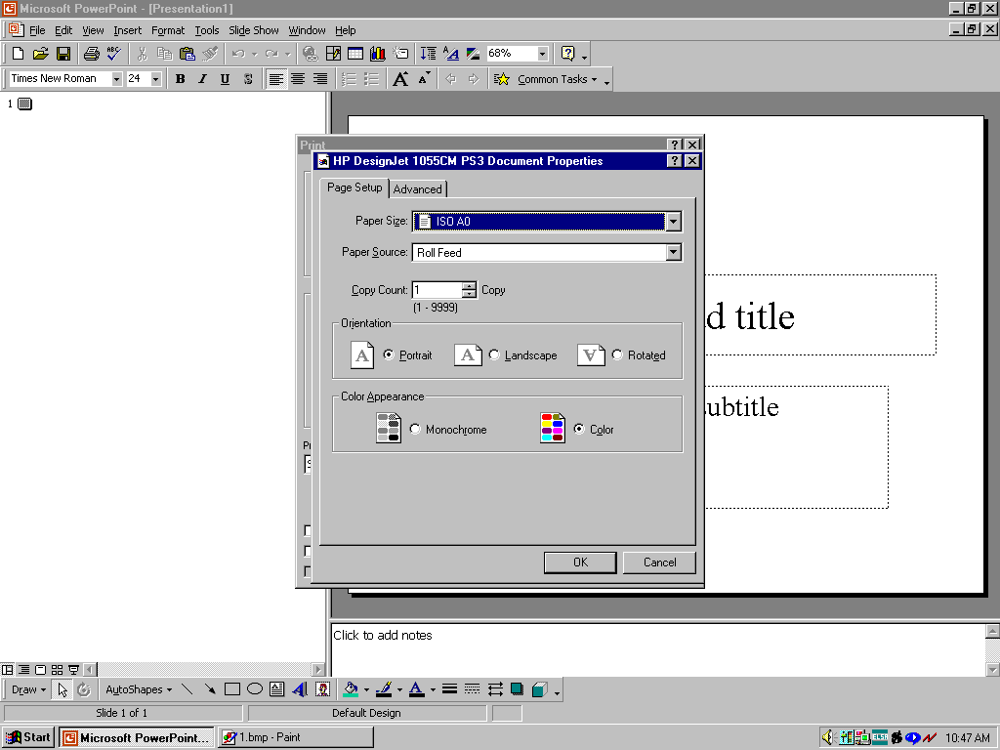 Microsoft PowerPoint - [Presentation1]
File Edit View Insert Format Tools Slide Show Window Help
ABC 68%
Times New Roman 24 B I U S A A Common Tasks
1
Print
HP DesignJet 1055CM PS3 Document Properties
Page Setup Advanced
Paper Size: ISO A0
Paper Source: Roll Feed
Copy Count: 1 Copy
(1 - 9999)
Orientation
A Portrait A Landscape A Rotated
Color Appearance
Monochrome Color
OK Cancel
d title
subtitle
Click to add notes
Draw AutoShapes A A
Slide 1 of 1 Default Design
Start Microsoft PowerPoint... 1.bmp - Paint 10:47 AM